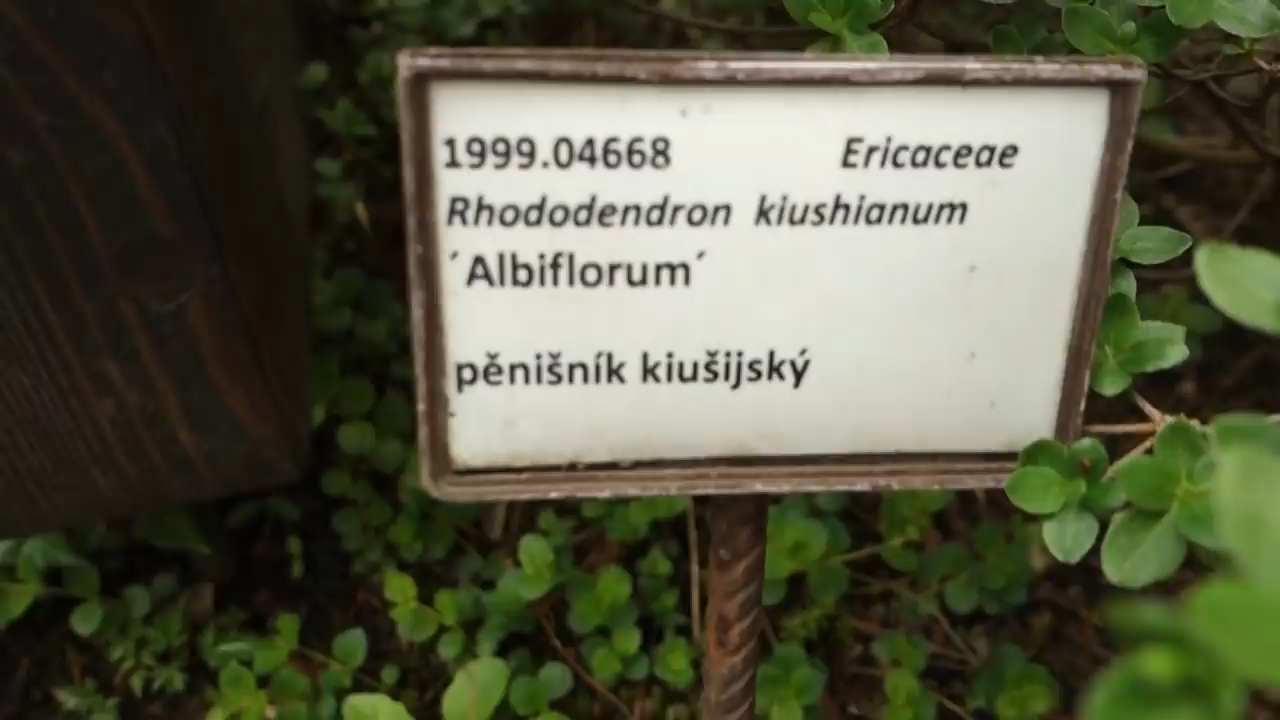 1999.04668 Ericaceae
Rhododendron kiushianum
´Albiflorum´
pěnišník kiušijský